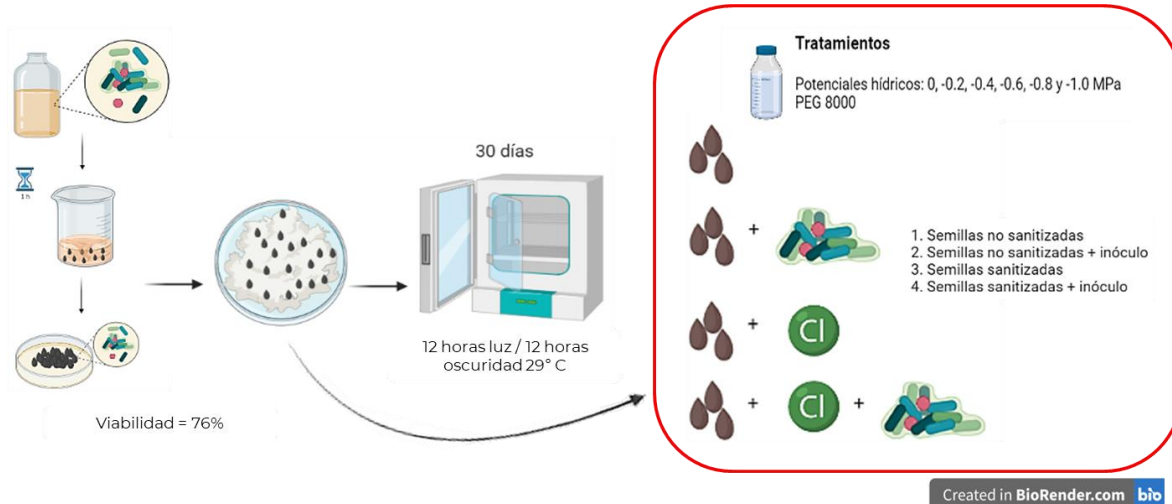 1 h
Viabilidad = 76%
30 días
12 horas luz / 12 horas
oscuridad 29° C
Tratamientos
Potenciales hídricos: 0, -0.2, -0.4, -0.6, -0.8 y -1.0 MPa
PEG 8000
1. Semillas no sanitizadas
2. Semillas no sanitizadas + inóculo
3. Semillas sanitizadas
4. Semillas sanitizadas + inóculo
+
+ Cl
+ Cl +
Created in BioRender.com bio